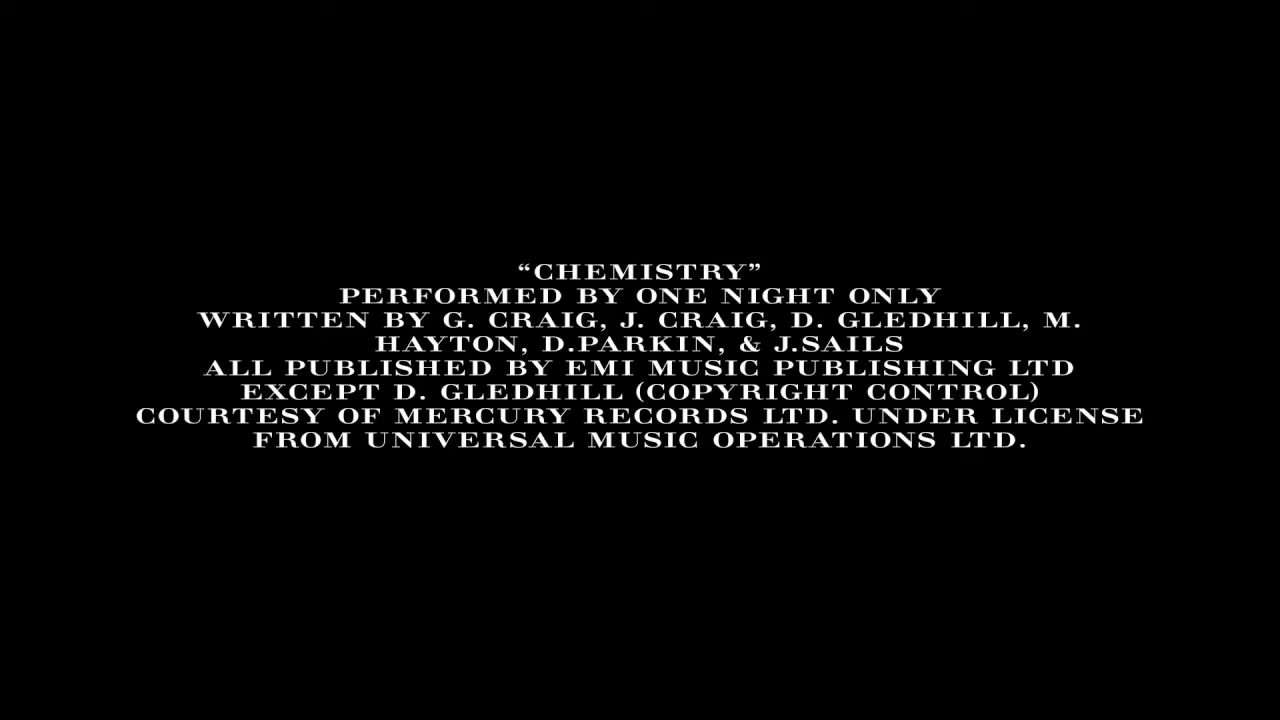 “CHEMISTRY”
PERFORMED BY ONE NIGHT ONLY
WRITTEN BY G. CRAIG, J. CRAIG, D. GLEDHILL, M.
HAYTON, D.PARKIN, & J.SAILS
ALL PUBLISHED BY EMI MUSIC PUBLISHING LTD
EXCEPT D. GLEDHILL (COPYRIGHT CONTROL)
COURTESY OF MERCURY RECORDS LTD. UNDER LICENSE
FROM UNIVERSAL MUSIC OPERATIONS LTD.